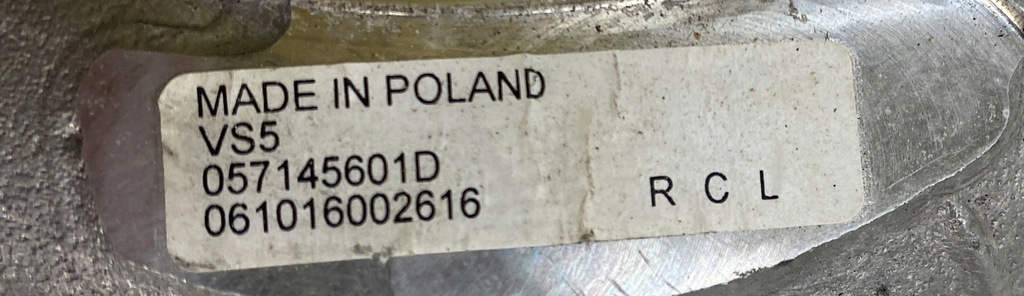 MADE IN POLAND
VS5
057145601D
061016002616
R C L